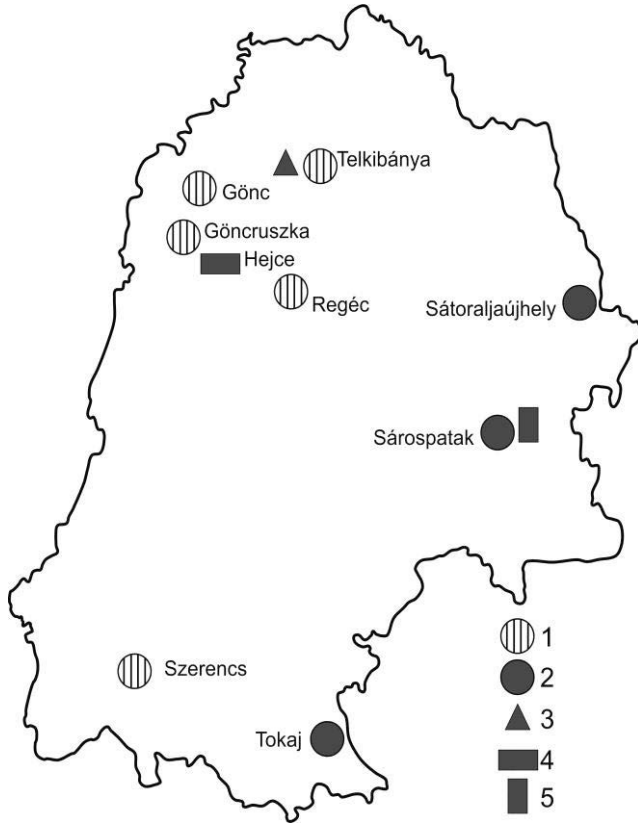 Telkibánya
Gönc
Göncruszka
Hejce
Regéc
Sátoraljaújhely
Sárospatak
Szerencs
Tokaj
1
2
3
4
5